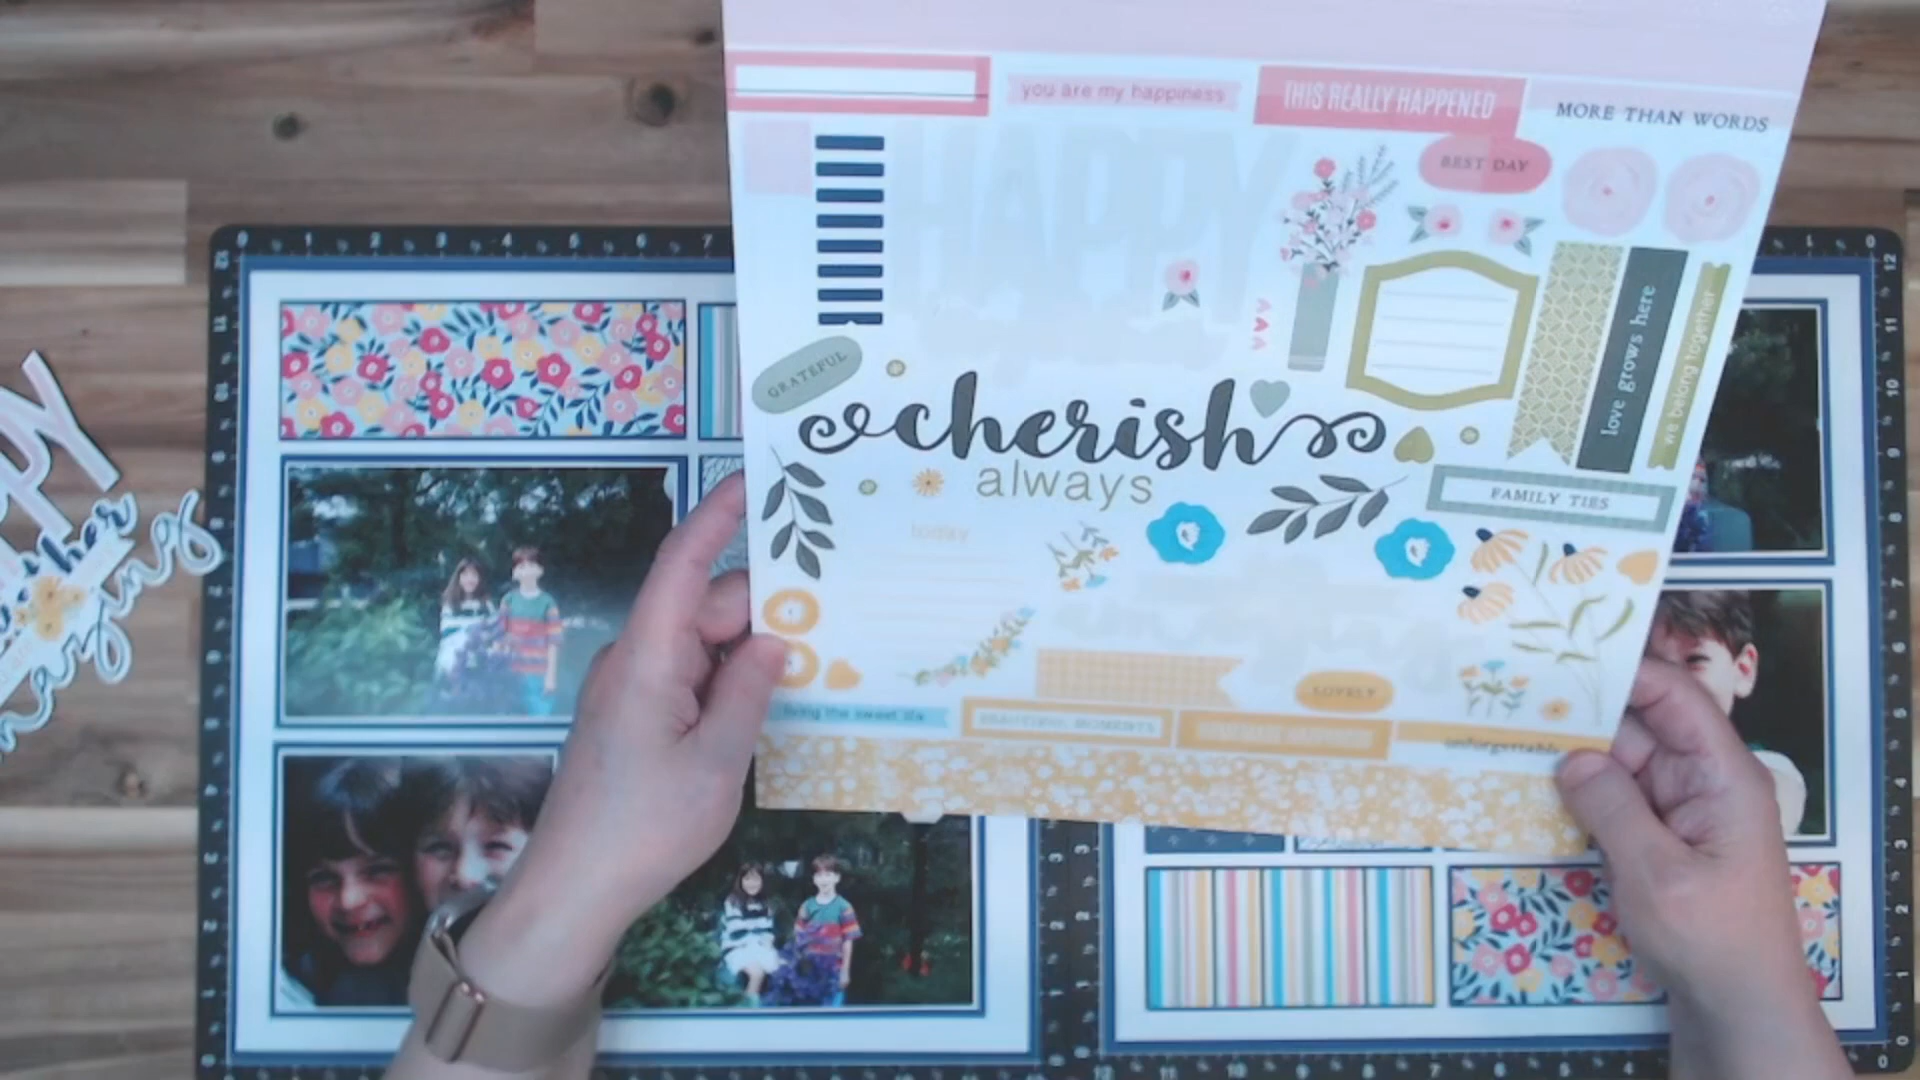 you are my happiness
THIS REALLY HAPPENED
MORE THAN WORDS
HAPPY
BEST DAY
GRATEFUL
love grows here
we belong together
cherish
always
FAMILY TIES
today
LOVELY
living the sweet life
BEAUTIFUL MOMENTS
unforgettable